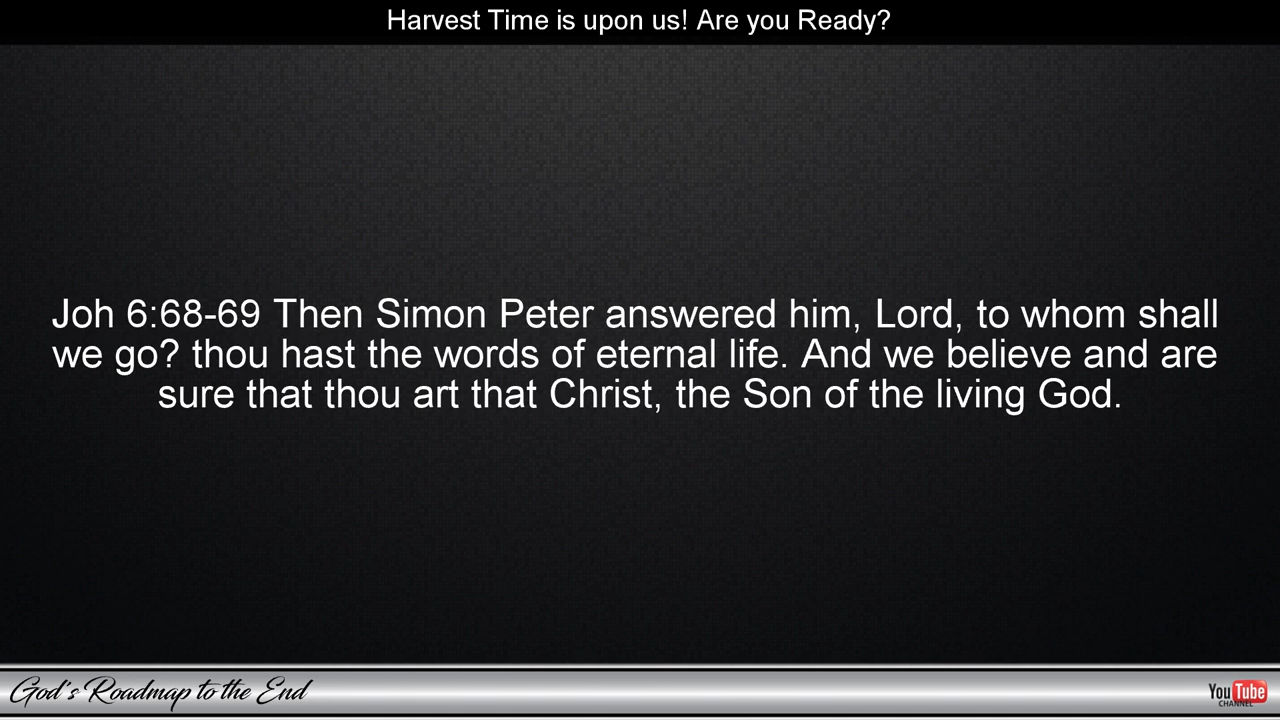 Harvest Time is upon us! Are you Ready?
Joh 6:68-69 Then Simon Peter answered him, Lord, to whom shall
we go? thou hast the words of eternal life. And we believe and are
sure that thou art that Christ, the Son of the living God.
God's Roadmap to the End
YouTube
CHANNEL